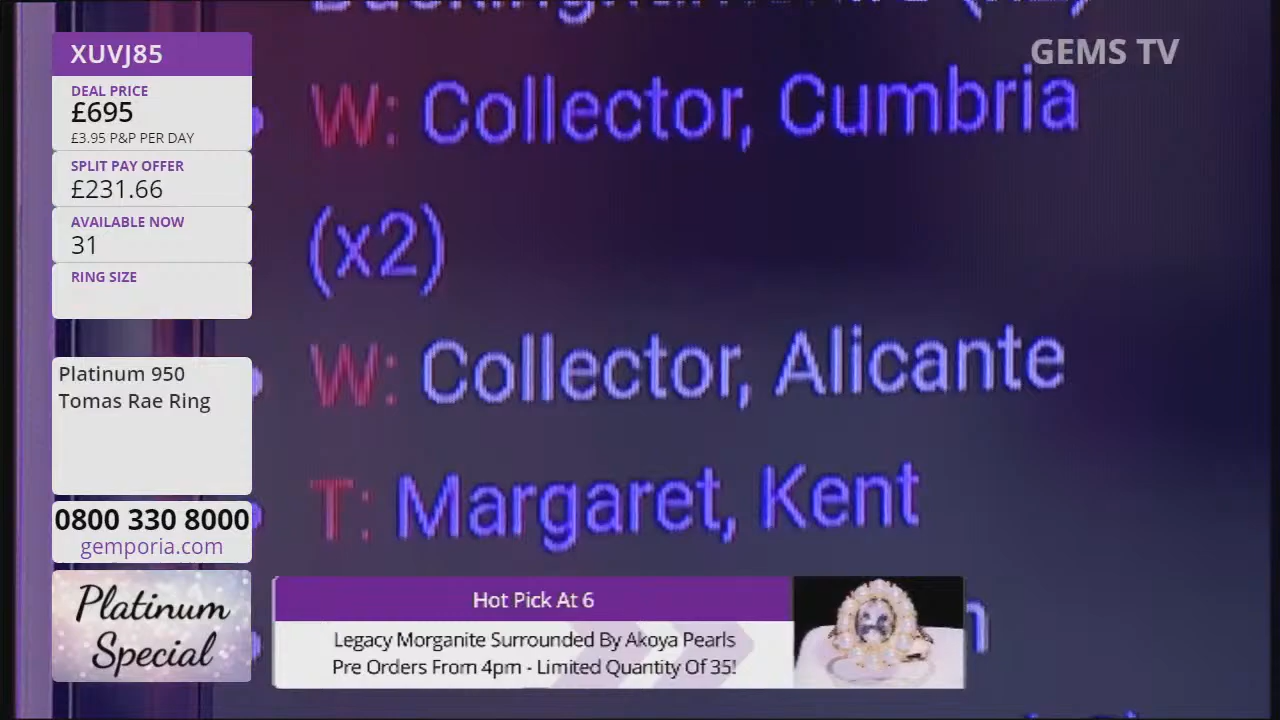 XUVJ85
DEAL PRICE
£695
£3.95 P&P PER DAY
SPLIT PAY OFFER
£231.66
AVAILABLE NOW
31
RING SIZE
Platinum 950
Tomas Rae Ring
0800 330 8000
gemporia.com
Platinum
Special
GEMS TV
W: Collector, Cumbria
(x2)
W: Collector, Alicante
T: Margaret, Kent
Hot Pick At 6
Legacy Morganite Surrounded By Akoya Pearls
Pre Orders From 4pm - Limited Quantity Of 35!